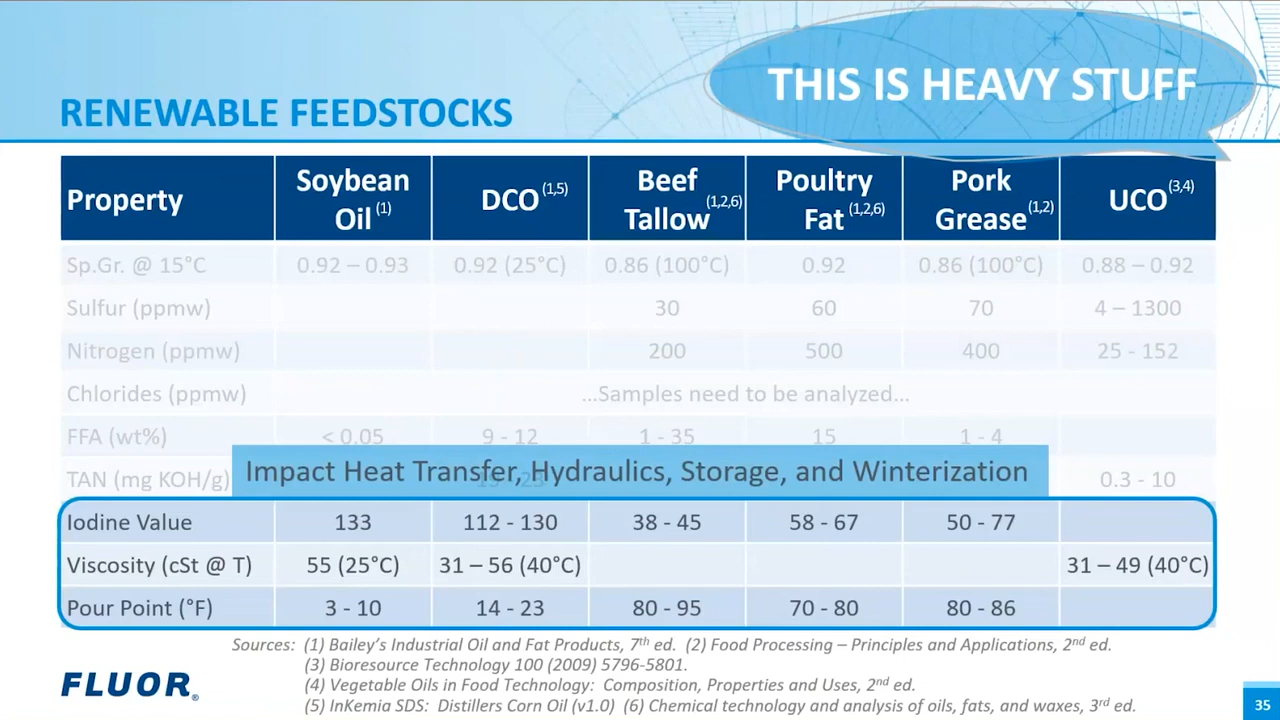 THIS IS HEAVY STUFF
RENEWABLE FEEDSTOCKS
Property Soybean Oil (1) DCO (1,5) Beef Tallow (1,2,6) Poultry Fat (1,2,6) Pork Grease (1,2) UCO (3,4)
Sp.Gr. @ 15°C 0.92 – 0.93 0.92 (25°C) 0.86 (100°C) 0.92 0.86 (100°C) 0.88 – 0.92
Sulfur (ppmw) 30 60 70 4 – 1300
Nitrogen (ppmw) 200 500 400 25 - 152
Chlorides (ppmw) ...Samples need to be analyzed...
FFA (wt%) < 0.05 9 - 12 1 - 35 15 1 - 4
Impact Heat Transfer, Hydraulics, Storage, and Winterization
TAN (mg KOH/g) 0.3 - 10
Iodine Value 133 112 - 130 38 - 45 58 - 67 50 - 77
Viscosity (cSt @ T) 55 (25°C) 31 – 56 (40°C) 31 – 49 (40°C)
Pour Point (°F) 3 - 10 14 - 23 80 - 95 70 - 80 80 - 86
Sources: (1) Bailey's Industrial Oil and Fat Products, 7th ed. (2) Food Processing – Principles and Applications, 2nd ed.
(3) Bioresource Technology 100 (2009) 5796-5801.
(4) Vegetable Oils in Food Technology: Composition, Properties and Uses, 2nd ed.
(5) InKemia SDS: Distillers Corn Oil (v1.0) (6) Chemical technology and analysis of oils, fats, and waxes, 3rd ed.
FLUOR®
35